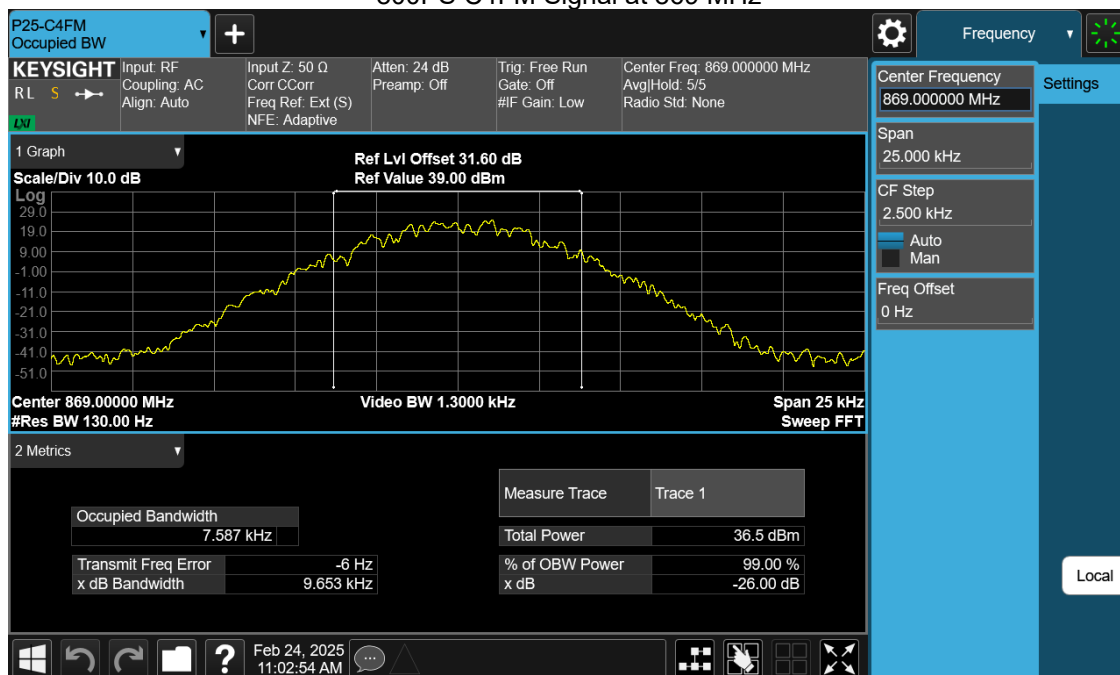 P25-C4FM
Occupied BW
+
Frequency
KEYSIGHT
R L S
LXI
Input: RF
Coupling: AC
Align: Auto
Input Z: 50 Ω
Corr CCorr
Freq Ref: Ext (S)
NFE: Adaptive
Atten: 24 dB
Preamp: Off
Trig: Free Run
Gate: Off
#IF Gain: Low
Center Freq: 869.000000 MHz
Avg|Hold: 5/5
Radio Std: None
Center Frequency
869.000000 MHz
Settings
Span
25.000 kHz
CF Step
2.500 kHz
Auto
Man
Freq Offset
0 Hz
Local
1 Graph
Scale/Div 10.0 dB
Ref Lvl Offset 31.60 dB
Ref Value 39.00 dBm
Log
29.0
19.0
9.00
-1.00
-11.0
-21.0
-31.0
-41.0
-51.0
Center 869.00000 MHz
#Res BW 130.00 Hz
Video BW 1.3000 kHz
Span 25 kHz
Sweep FFT
2 Metrics
Occupied Bandwidth
7.587 kHz
Transmit Freq Error -6 Hz
x dB Bandwidth 9.653 kHz
Measure Trace Trace 1
Total Power 36.5 dBm
% of OBW Power 99.00 %
x dB -26.00 dB
?
Feb 24, 2025
11:02:54 AM